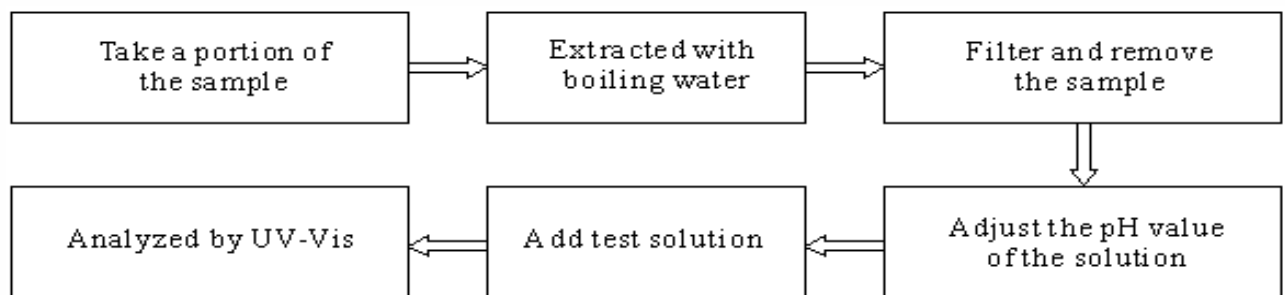 Take a portion of
the sample
Extracted with
boiling water
Filter and remove
the sample
Adjust the pH value
of the solution
Add test solution
Analyzed by UV-Vis